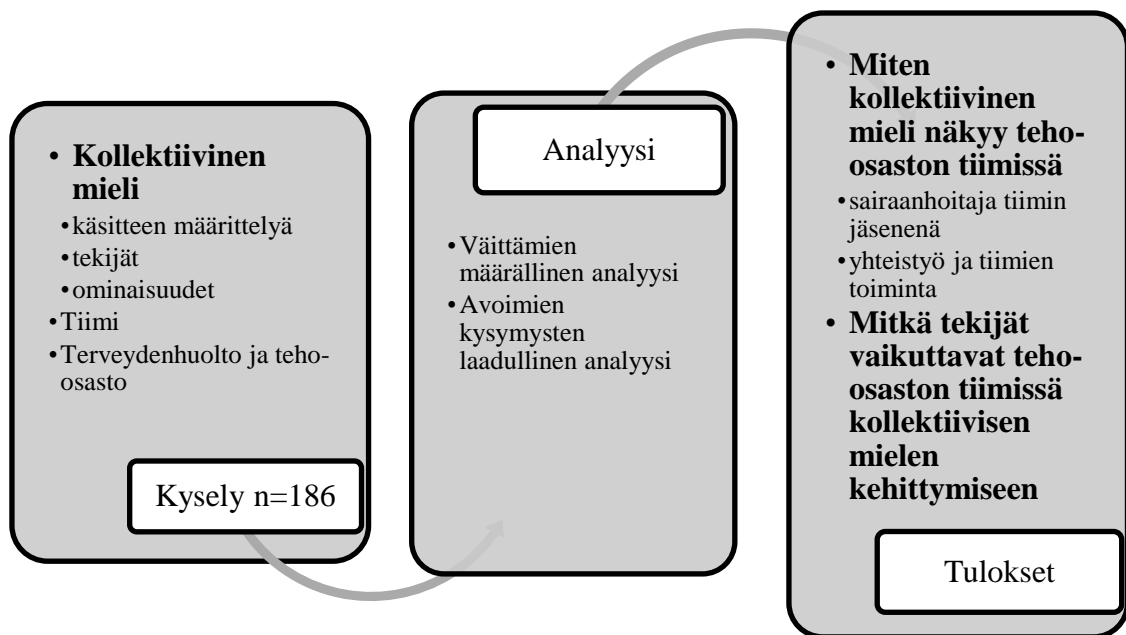 • Kollektiivinen
mieli
•käsitteen määrittelyä
•tekijät
•ominaisuudet
•Tiimi
•Terveydenhuolto ja teho-
osasto
Kysely n=186
Analyysi
•Väittämien
määrällinen analyysi
•Avoimien
kysymysten
laadullinen analyysi
• Miten
kollektiivinen
mieli näkyy teho-
osaston tiimissä
•sairaanhoitaja tiimin
jäsenenä
•yhteistyö ja tiimien
toiminta
• Mitkä tekijät
vaikuttavat teho-
osaston tiimissä
kollektiivisen
mielen
kehittymiseen
Tulokset